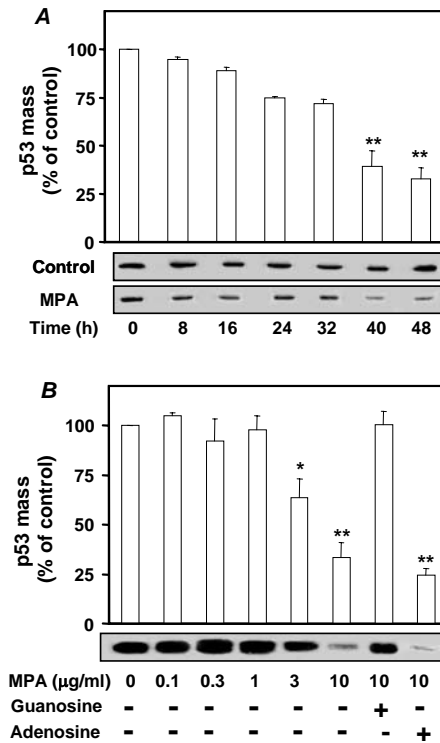 A
p53 mass
(% of control)
100
75
50
25
0
** **
Control
MPA
Time (h) 0 8 16 24 32 40 48
B
p53 mass
(% of control)
100
75
50
25
0
* ** **
MPA (μg/ml) 0 0.1 0.3 1 3 10 10 10
Guanosine - - - - - - + -
Adenosine - - - - - - - +